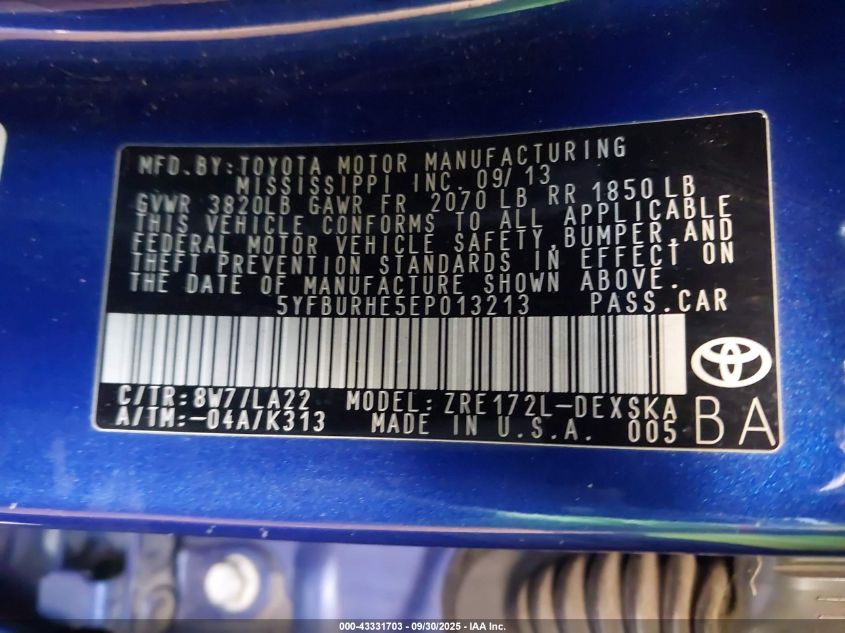 MFD.BY:TOYOTA MOTOR MANUFACTURING
MISSISSIPPI INC. 09/13
GVWR 3820LB GAWR FR 2070 LB RR 1850 LB
THIS VEHICLE CONFORMS TO ALL APPLICABLE
FEDERAL MOTOR VEHICLE SAFETY,BUMPER,AND
THEFT PREVENTION STANDARDS IN EFFECT ON
THE DATE OF MANUFACTURE SHOWN ABOVE.
5YFBURHE5EP013213 PASS.CAR
C/TR:8W7/LA22 MODEL:ZRE172L-DEXSKA
A/TM:-04A/K313 MADE IN U.S.A. 005 BA
000-43331703 - 09/30/2025 - IAA Inc.